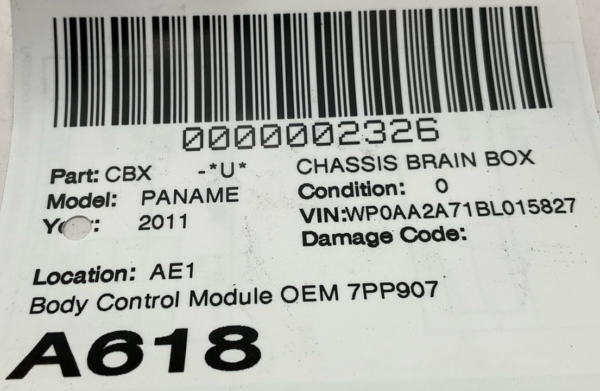 0000002326
Part: CBX -*U* CHASSIS BRAIN BOX
Model: PANAME Condition: 0
2011 VIN:WP0AA2A71BL015827
Damage Code:
Location: AE1
Body Control Module OEM 7PP907
A618